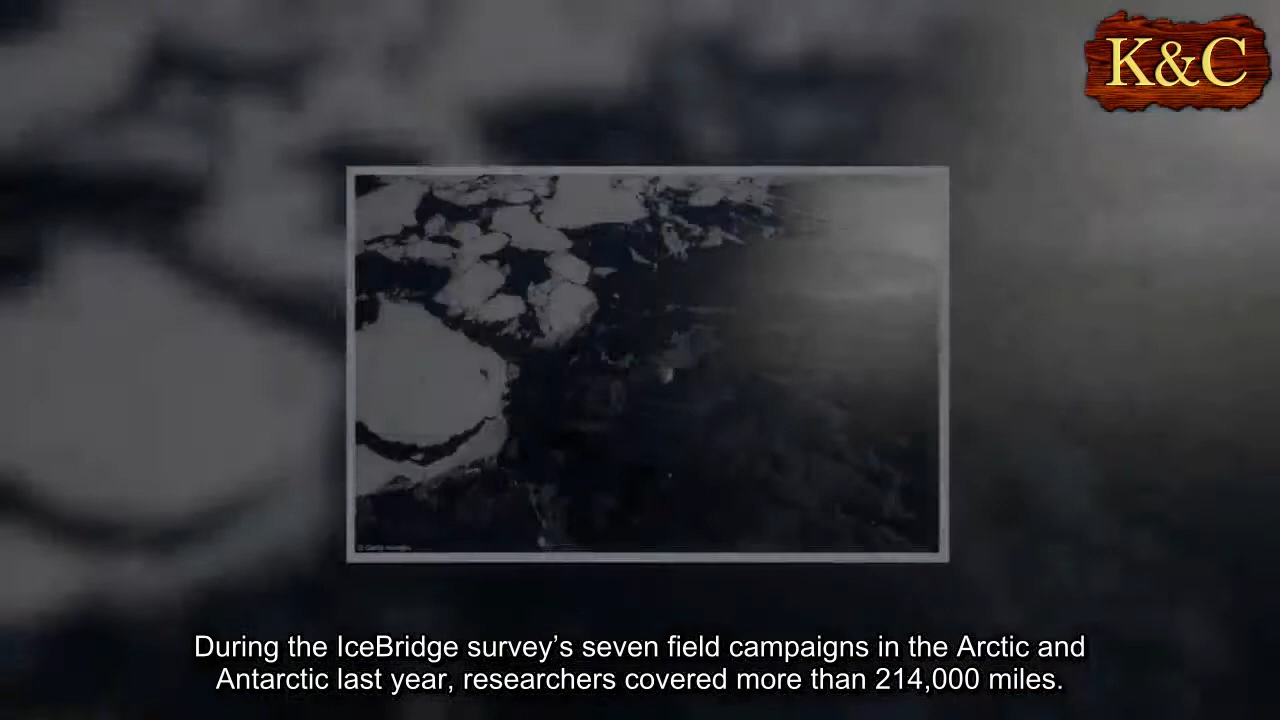 K&C
During the IceBridge survey’s seven field campaigns in the Arctic and
Antarctic last year, researchers covered more than 214,000 miles.